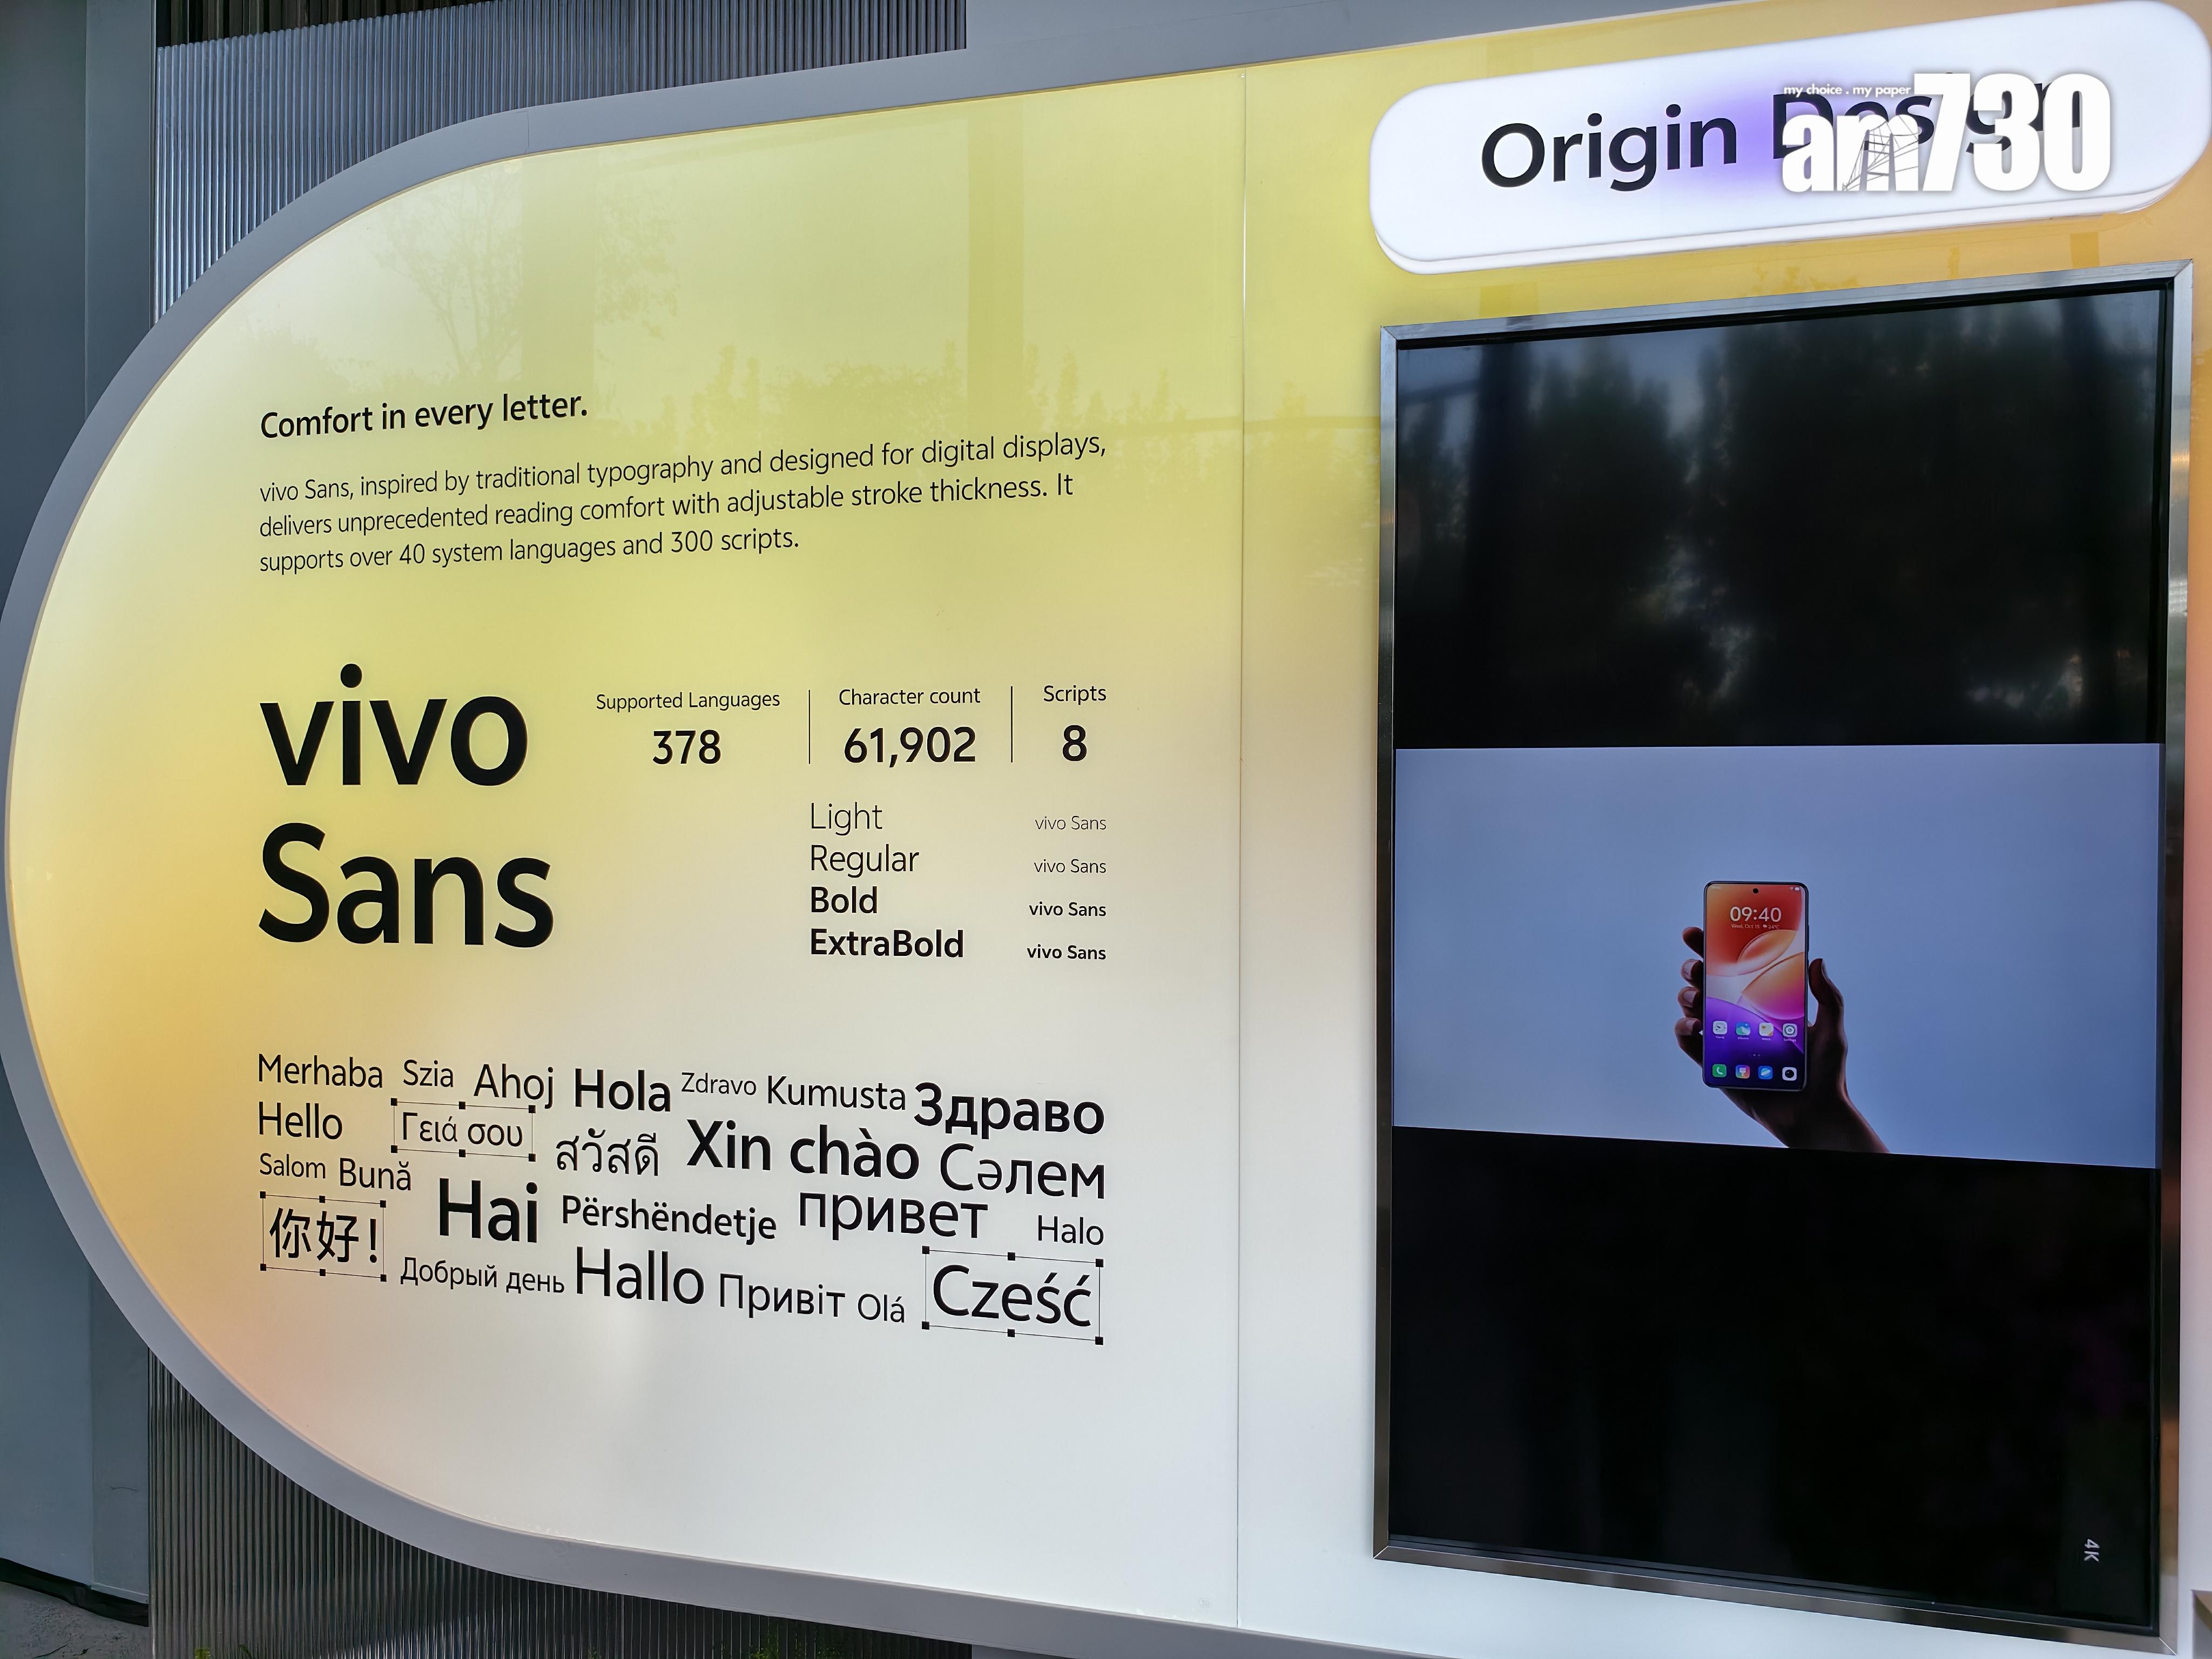 Origin Design
my choice . my paper
am730
Comfort in every letter.
vivo Sans, inspired by traditional typography and designed for digital displays,
delivers unprecedented reading comfort with adjustable stroke thickness. It
supports over 40 system languages and 300 scripts.
vivo
Sans
Supported Languages
378
Character count
61,902
Scripts
8
Light vivo Sans
Regular vivo Sans
Bold vivo Sans
ExtraBold vivo Sans
Merhaba Szia Ahoj Hola Zdravo Kumusta Здраво
Hello Γειά σου สวัสดี Xin chào Сәлем
Salom Bună Hai Përshëndetje привет Halo
你好! Добрый день Hallo Привіт Olá Cześć
09:40
4K